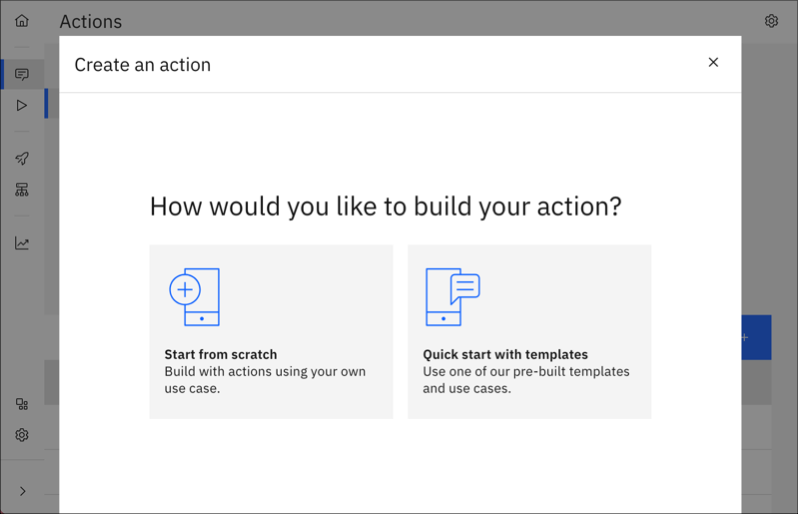 Actions
Create an action
How would you like to build your action?
Start from scratch
Build with actions using your own
use case.
Quick start with templates
Use one of our pre-built templates
and use cases.